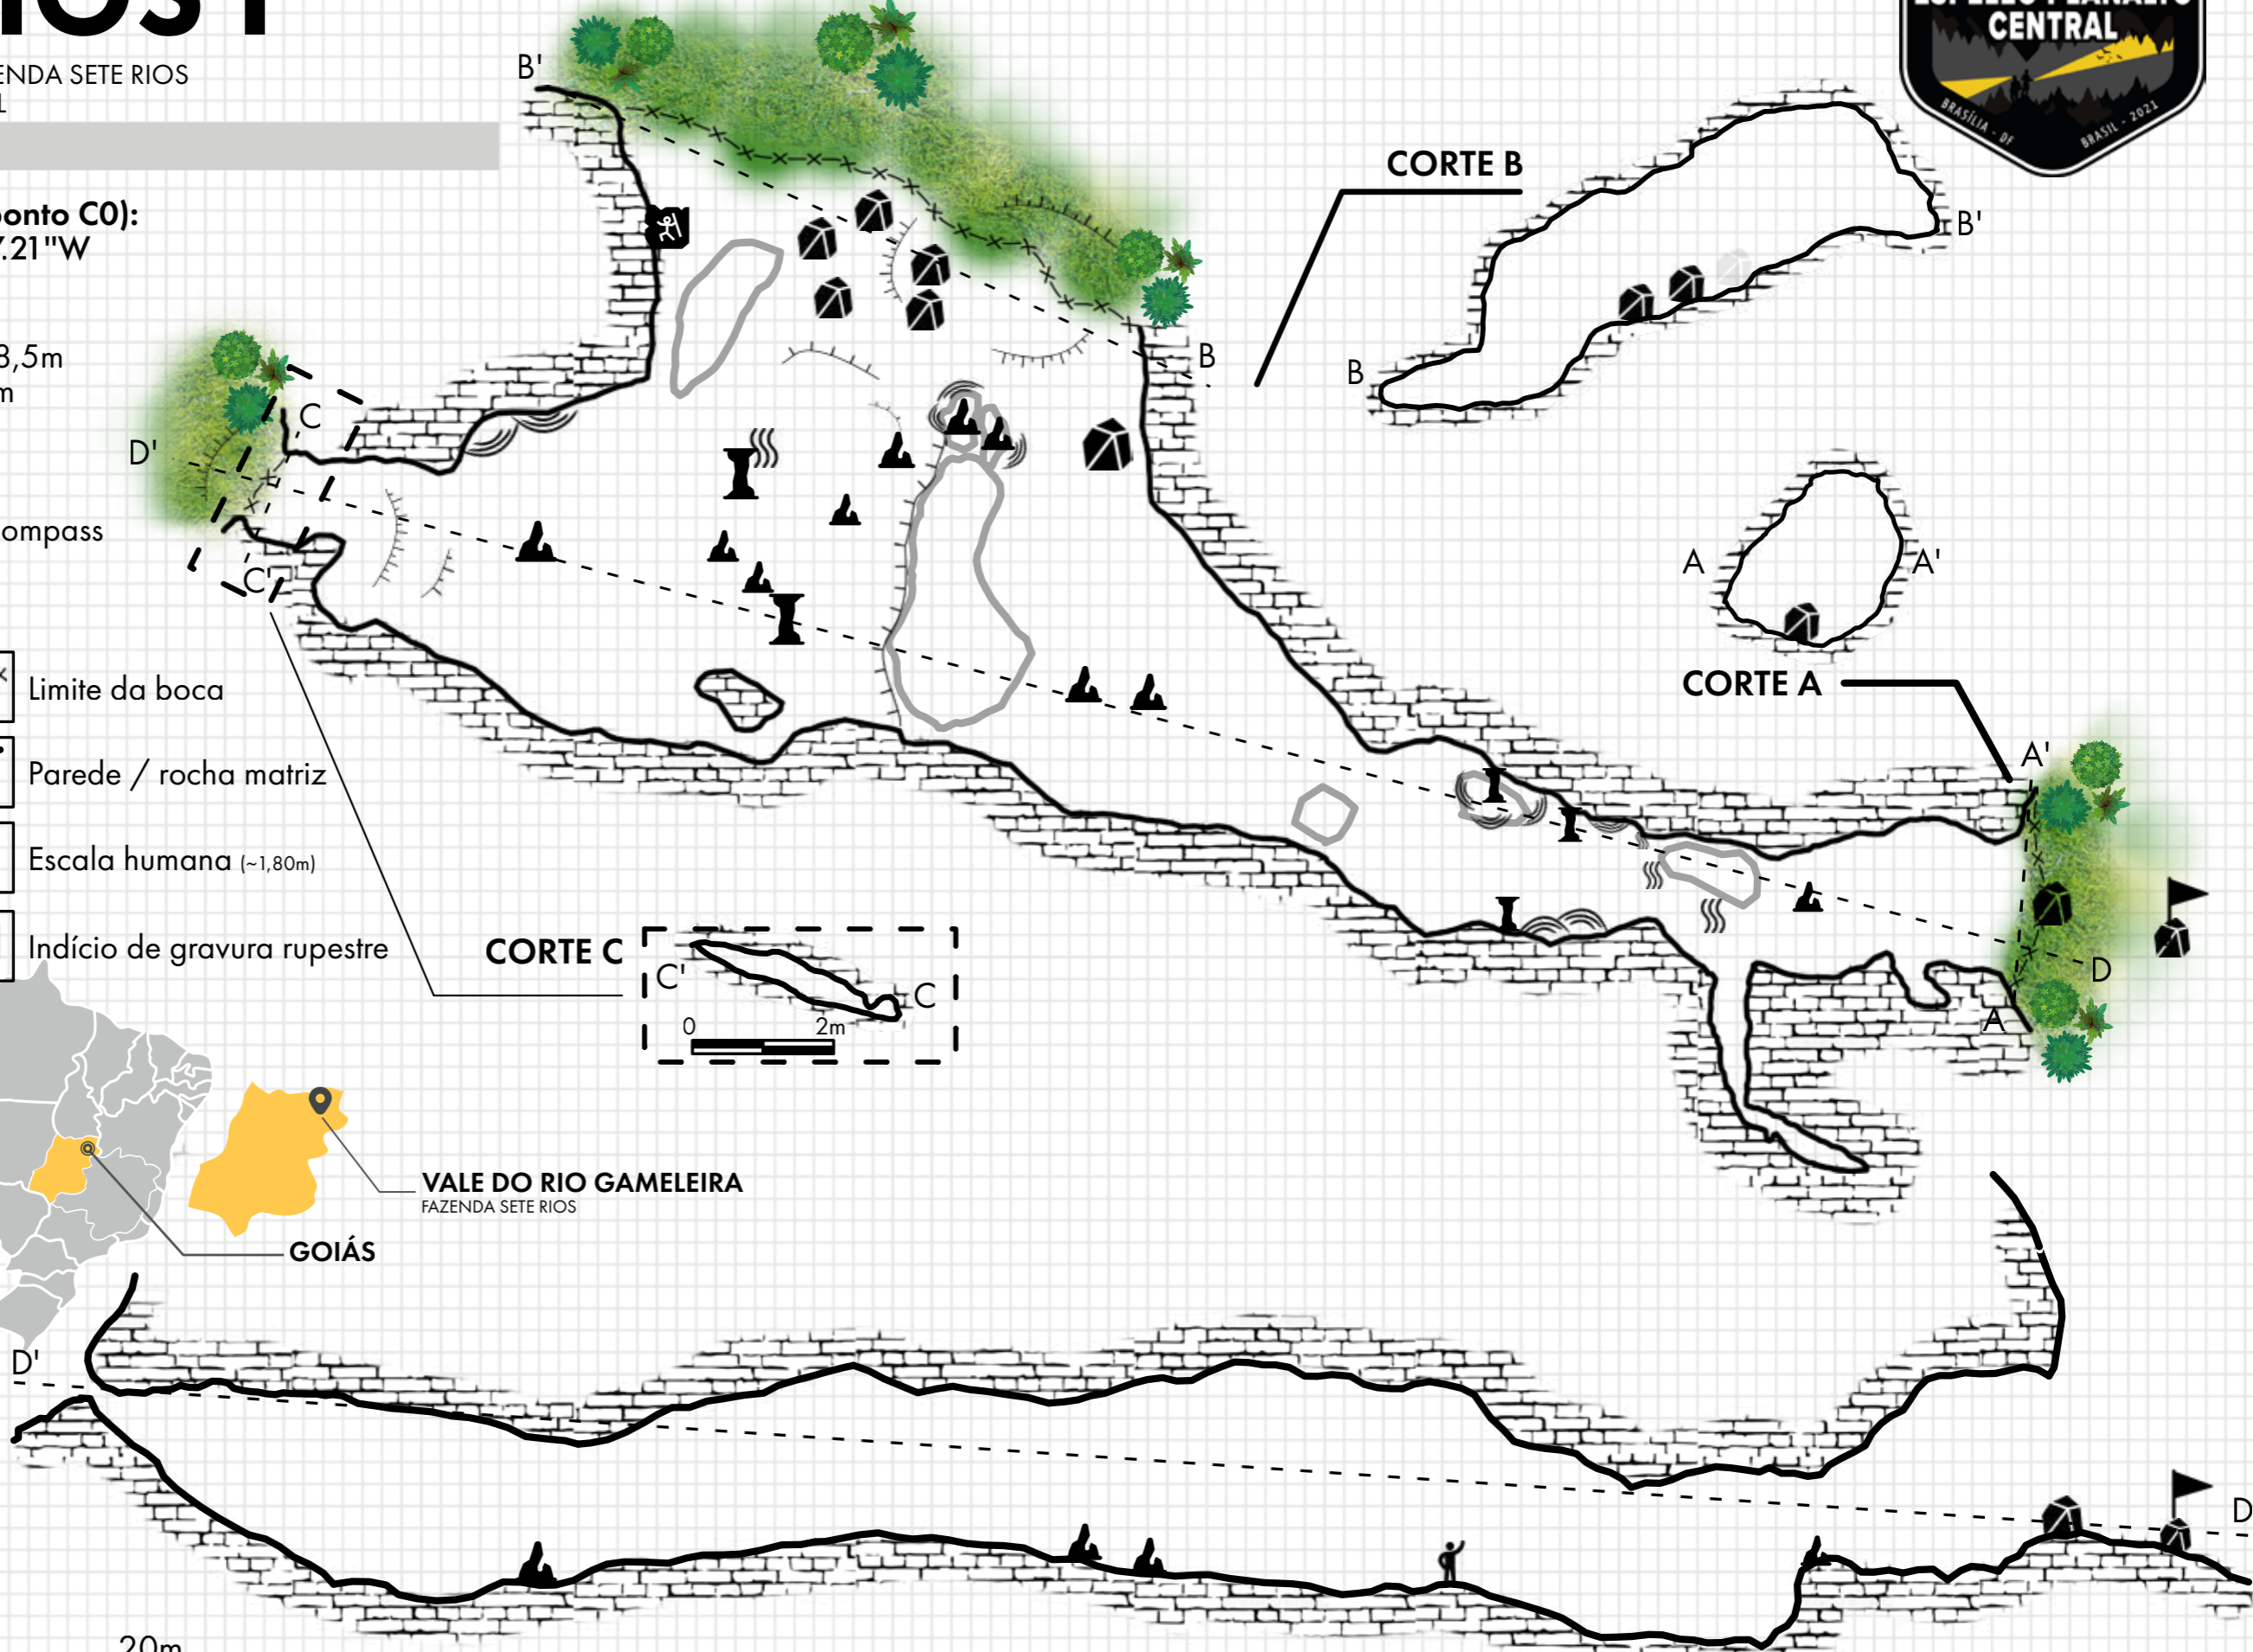 ENDA SETE RIOS
L
onto C0):
7.21"W
8,5m
m
ompass
Limite da boca
Parede / rocha matriz
Escala humana (~1,80m)
Indício de gravura rupestre
CENTRAL
BRASÍLIA - DF
BRASIL - 2021
B'
B
C
D'
C'
CORTE B
B'
B
A
A'
CORTE A
A'
D
A
CORTE C
C'
C
0 2m
VALE DO RIO GAMELEIRA
FAZENDA SETE RIOS
GOIÁS
D'
D
20m